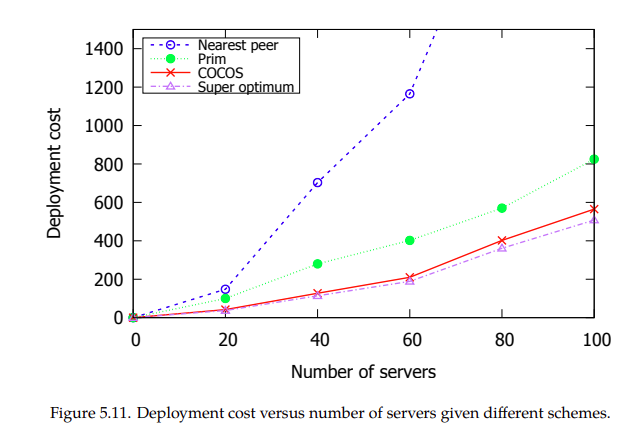 1400
1200
1000
800
600
400
200
0
Deployment cost
Nearest peer
Prim
COCOS
Super optimum
0 20 40 60 80 100
Number of servers
Figure 5.11. Deployment cost versus number of servers given different schemes.